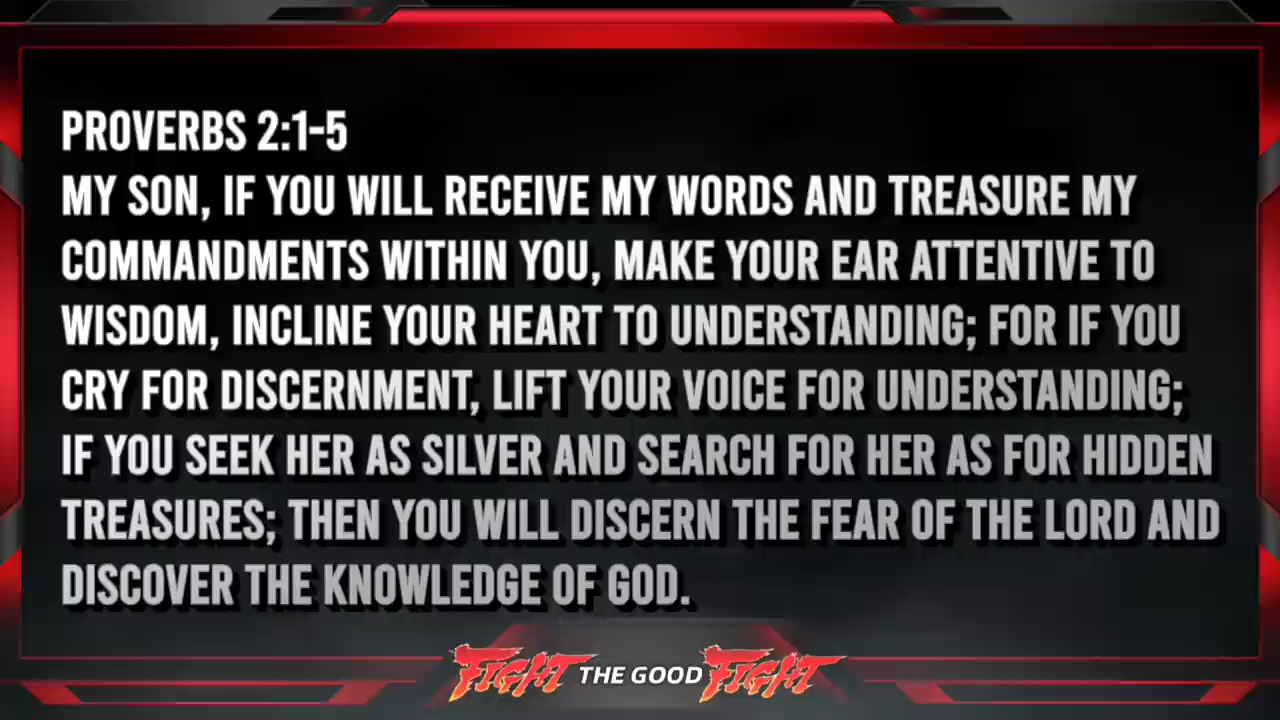 PROVERBS 2:1-5
MY SON, IF YOU WILL RECEIVE MY WORDS AND TREASURE MY
COMMANDMENTS WITHIN YOU, MAKE YOUR EAR ATTENTIVE TO
WISDOM, INCLINE YOUR HEART TO UNDERSTANDING; FOR IF YOU
CRY FOR DISCERNMENT, LIFT YOUR VOICE FOR UNDERSTANDING;
IF YOU SEEK HER AS SILVER AND SEARCH FOR HER AS FOR HIDDEN
TREASURES; THEN YOU WILL DISCERN THE FEAR OF THE LORD AND
DISCOVER THE KNOWLEDGE OF GOD.
FIGHT THE GOOD FIGHT